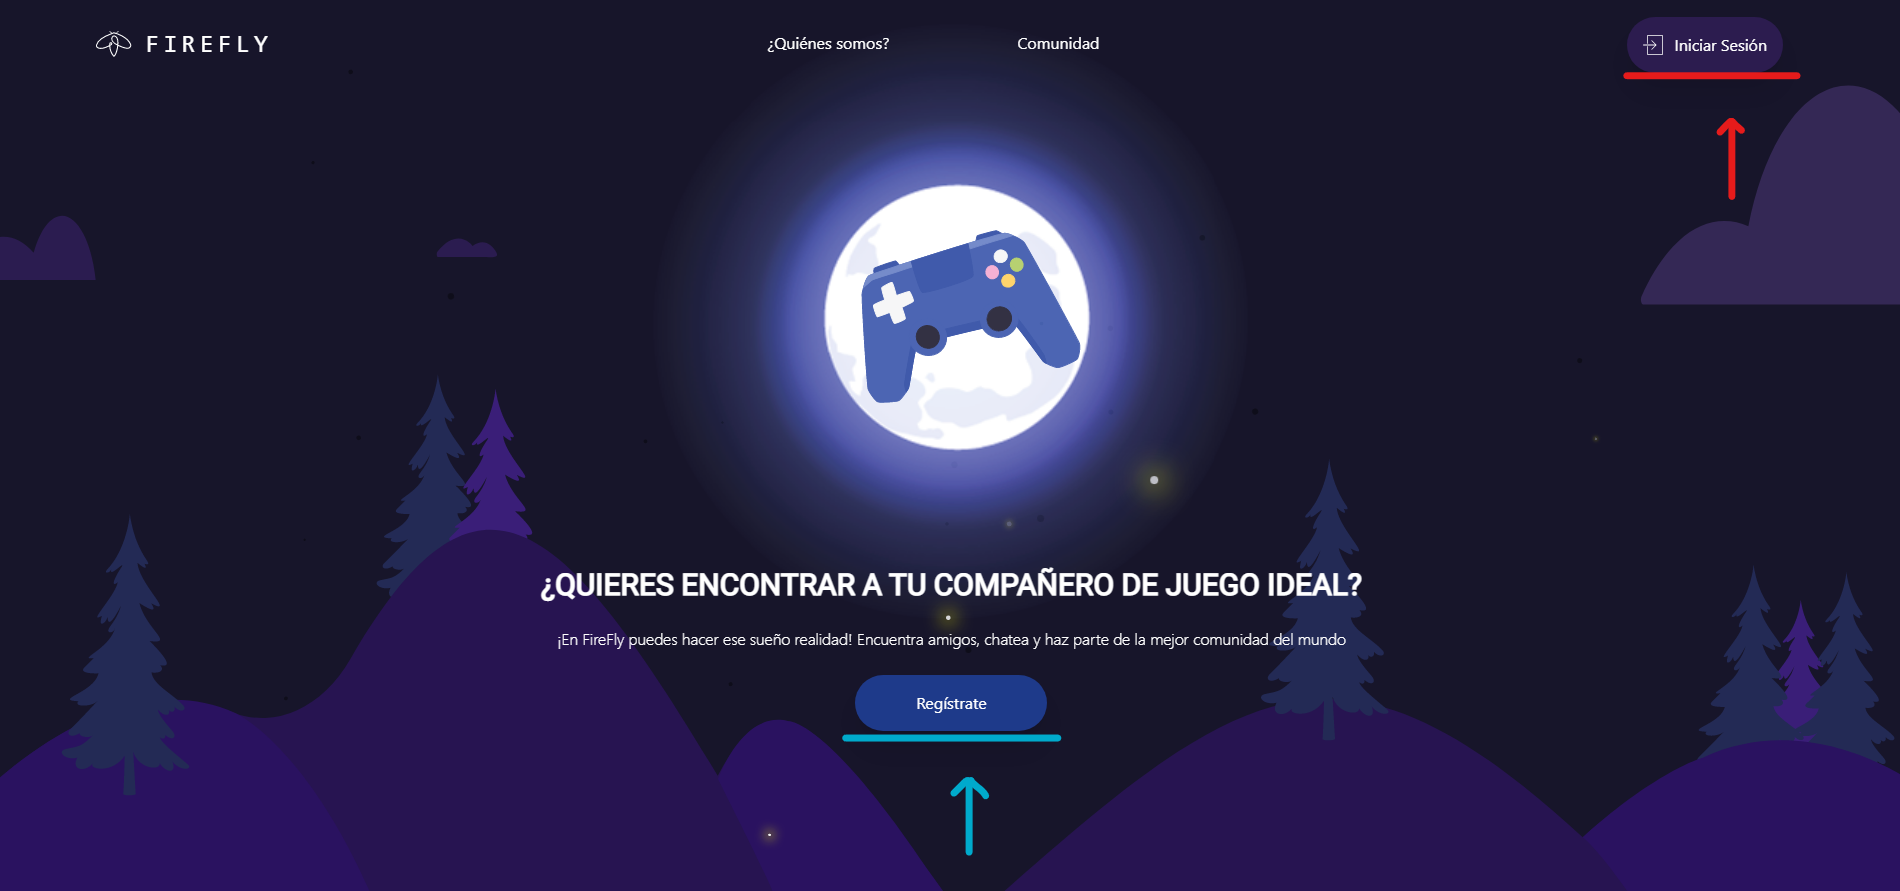 FIREFLY
¿Quiénes somos?
Comunidad
Iniciar Sesión
¿QUIERES ENCONTRAR A TU COMPAÑERO DE JUEGO IDEAL?
¡En FireFly puedes hacer ese sueño realidad! Encuentra amigos, chatea y haz parte de la mejor comunidad del mundo
Regístrate